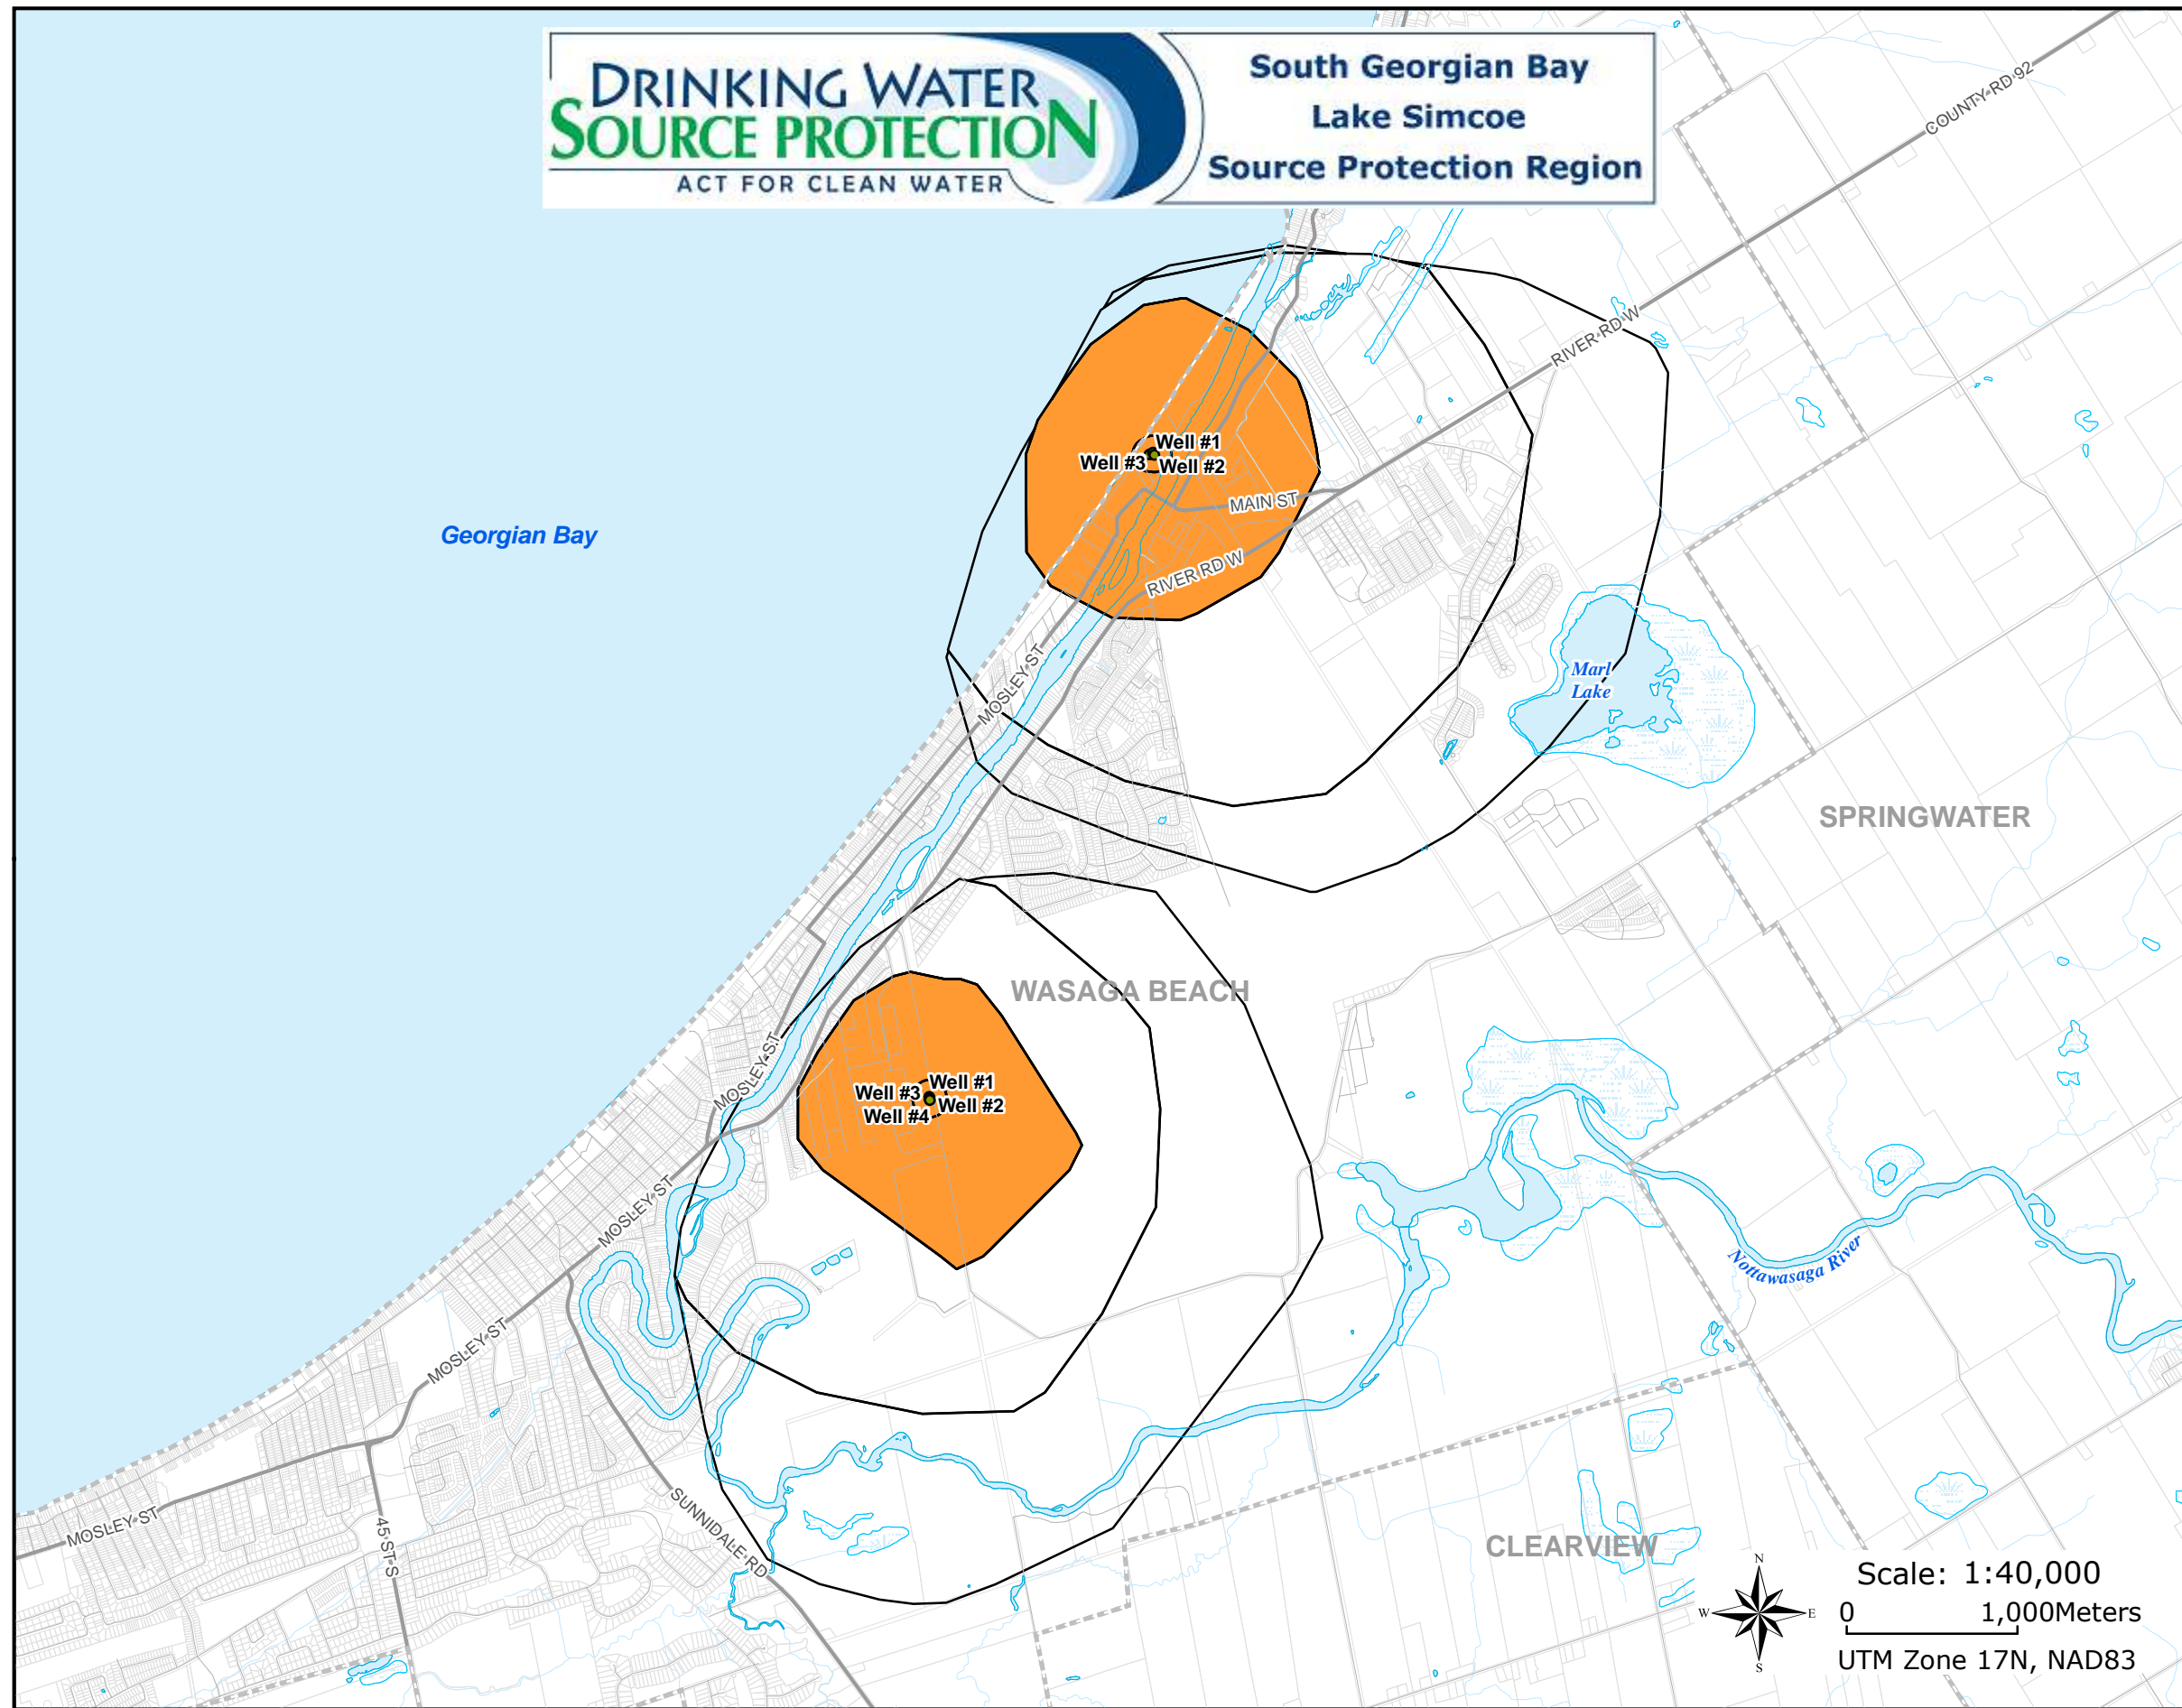 DRINKING WATER
SOURCE PROTECTION
ACT FOR CLEAN WATER
South Georgian Bay
Lake Simcoe
Source Protection Region
COUNTY RD 92
RIVER RD W
Well #1
Well #3
Well #2
MAIN ST
Georgian Bay
RIVER RD W
MOSLEY ST
Marl
Lake
SPRINGWATER
WASAGA BEACH
MOSLEY ST
Well #1
Well #3
Well #2
Well #4
MOSLEY ST
Nottawasaga River
MOSLEY ST
MOSLEY ST
45 ST S
SUNNIDALE RD
CLEARVIEW
N
W
E
S
Scale: 1:40,000
0 1,000Meters
UTM Zone 17N, NAD83